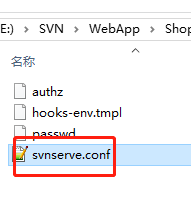 E:) › SVN › WebApp › Shop
名称
authz
hooks-env.tmpl
passwd
svnserve.conf